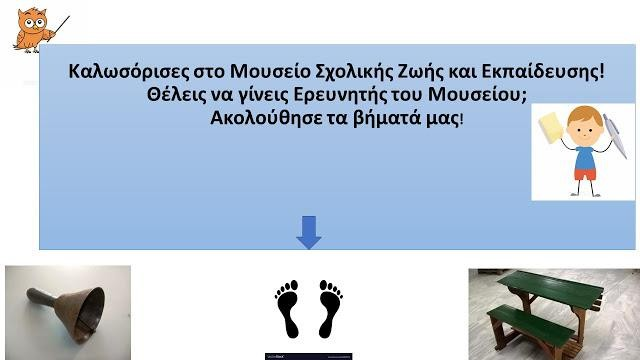 Καλωσόρισες στο Μουσείο Σχολικής Ζωής και Εκπαίδευσης!
Θέλεις να γίνεις Ερευνητής του Μουσείου;
Ακολούθησε τα βήματά μας!